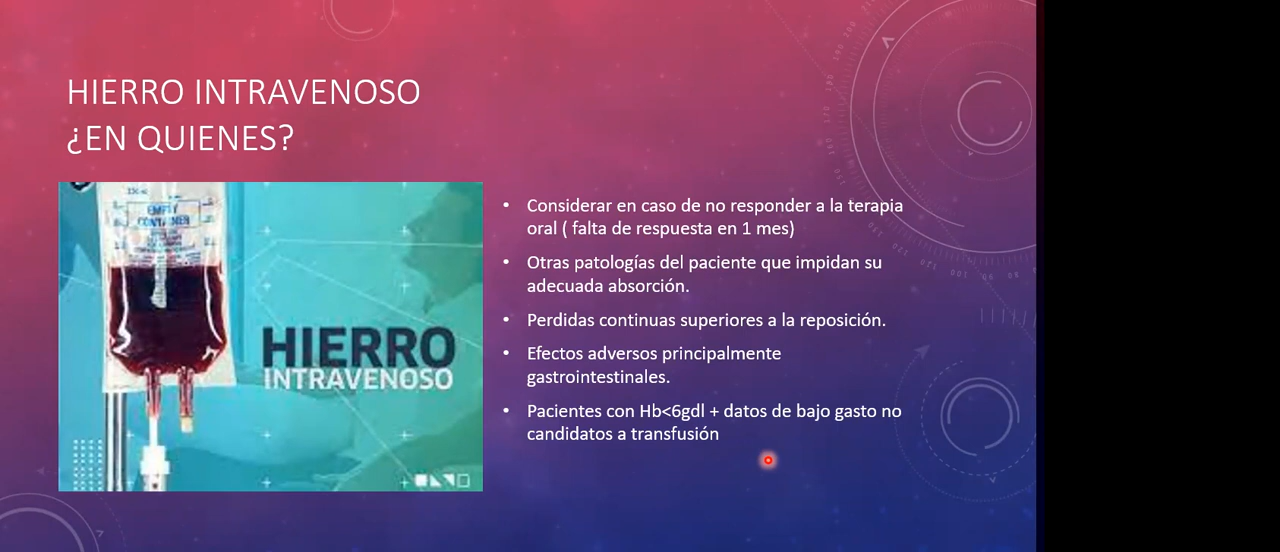 HIERRO INTRAVENOSO
¿EN QUIENES?
EMPTY
CONTAINER
HIERRO
INTRAVENOSO
• Considerar en caso de no responder a la terapia
oral ( falta de respuesta en 1 mes)
• Otras patologías del paciente que impidan su
adecuada absorción.
• Perdidas continuas superiores a la reposición.
• Efectos adversos principalmente
gastrointestinales.
• Pacientes con Hb<6gdl + datos de bajo gasto no
candidatos a transfusión